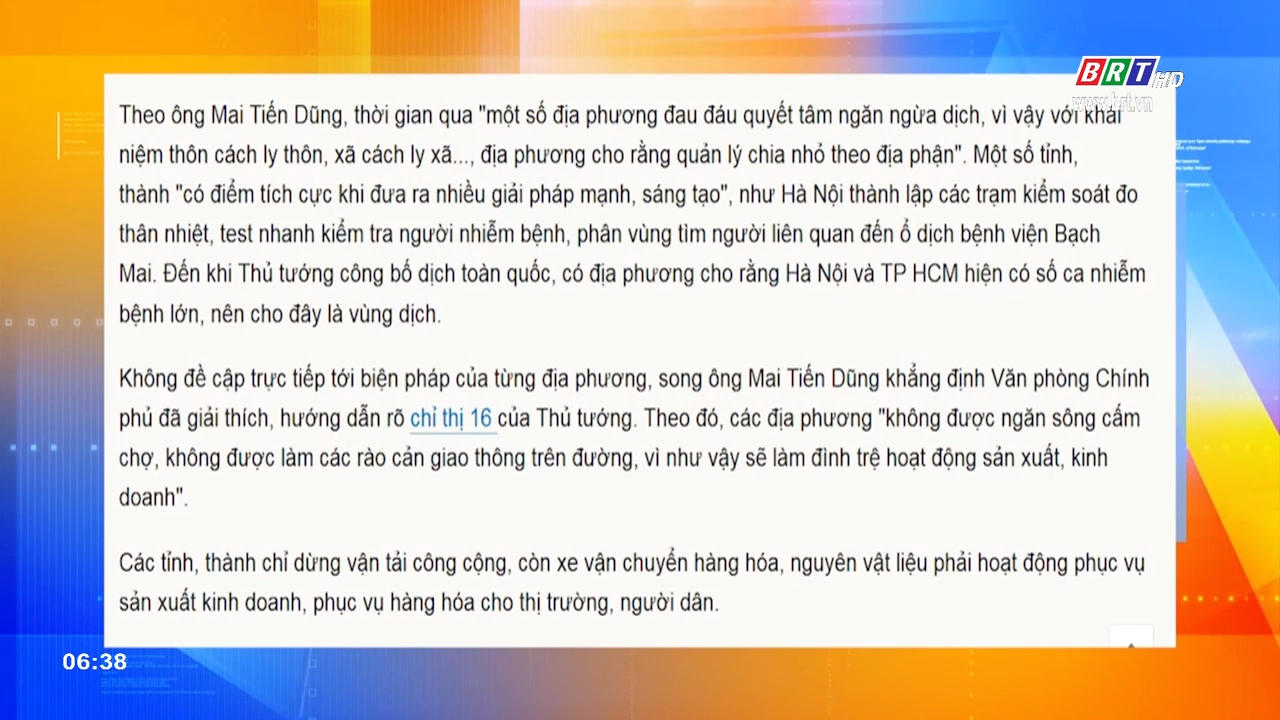 BRT HD
www.brt.vn
Theo ông Mai Tiến Dũng, thời gian qua "một số địa phương đau đáu quyết tâm ngăn ngừa dịch, vì vậy với khái
niệm thôn cách ly thôn, xã cách ly xã..., địa phương cho rằng quản lý chia nhỏ theo địa phận". Một số tỉnh,
thành "có điểm tích cực khi đưa ra nhiều giải pháp mạnh, sáng tạo", như Hà Nội thành lập các trạm kiểm soát đo
thân nhiệt, test nhanh kiểm tra người nhiễm bệnh, phân vùng tìm người liên quan đến ổ dịch bệnh viện Bạch
Mai. Đến khi Thủ tướng công bố dịch toàn quốc, có địa phương cho rằng Hà Nội và TP HCM hiện có số ca nhiễm
bệnh lớn, nên cho đây là vùng dịch.
Không đề cập trực tiếp tới biện pháp của từng địa phương, song ông Mai Tiến Dũng khẳng định Văn phòng Chính
phủ đã giải thích, hướng dẫn rõ chỉ thị 16 của Thủ tướng. Theo đó, các địa phương "không được ngăn sông cấm
chợ, không được làm các rào cản giao thông trên đường, vì như vậy sẽ làm đình trệ hoạt động sản xuất, kinh
doanh".
Các tỉnh, thành chỉ dừng vận tải công cộng, còn xe vận chuyển hàng hóa, nguyên vật liệu phải hoạt động phục vụ
sản xuất kinh doanh, phục vụ hàng hóa cho thị trường, người dân.
06:38